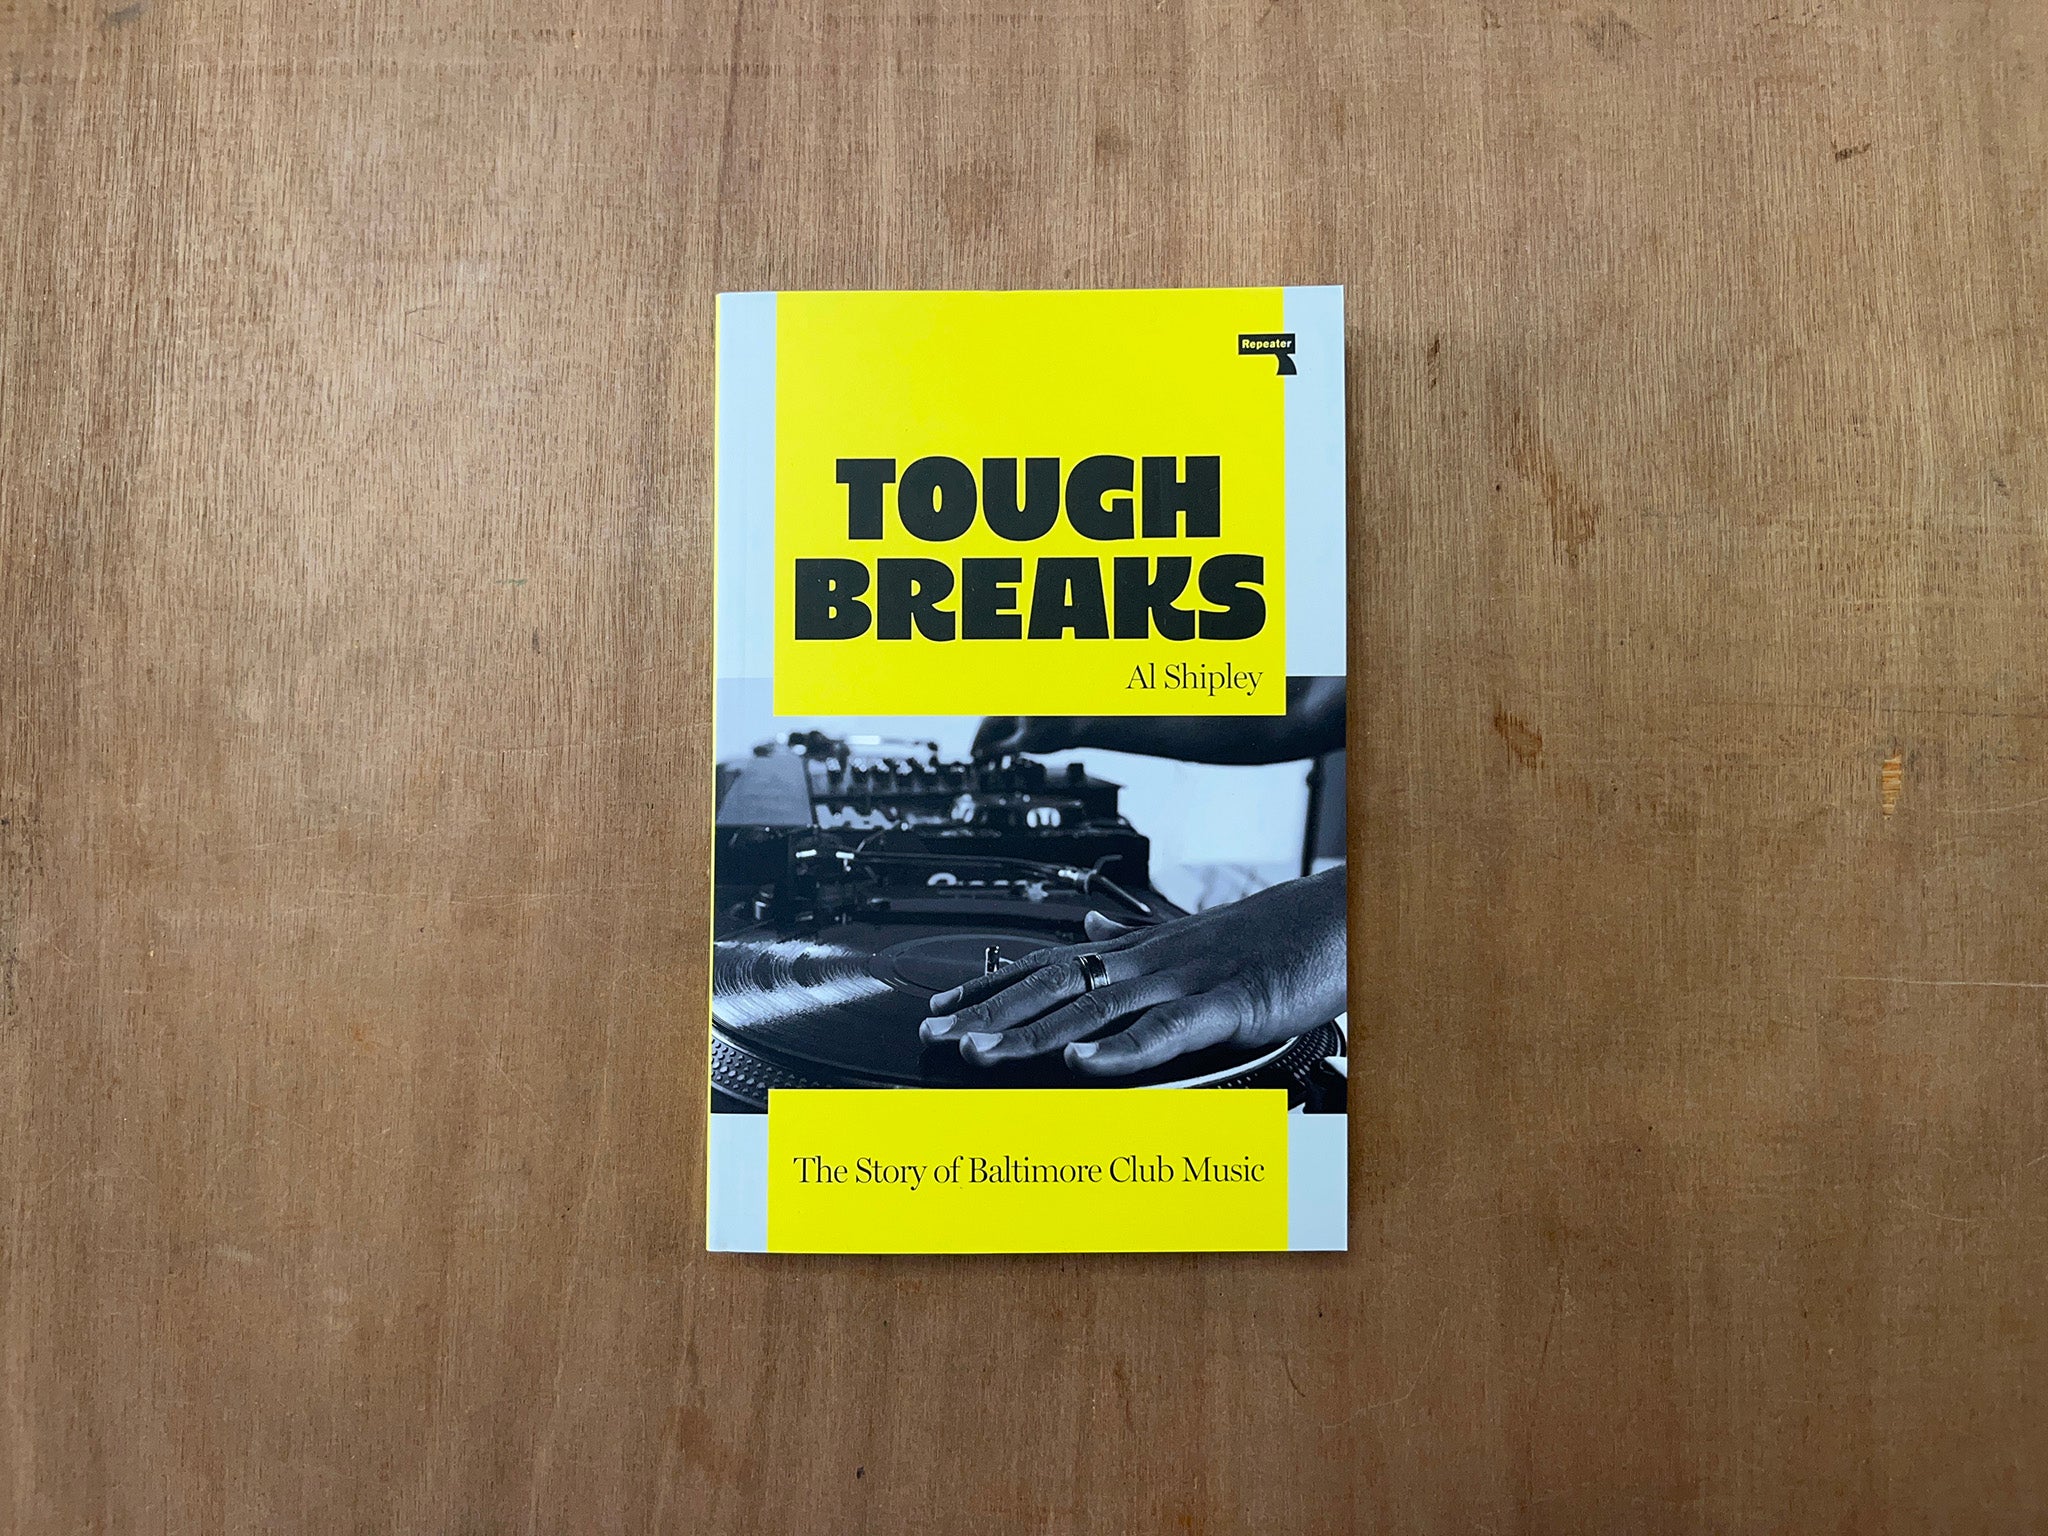 Repeater
TOUGH
BREAKS
Al Shipley
The Story of Baltimore Club Music